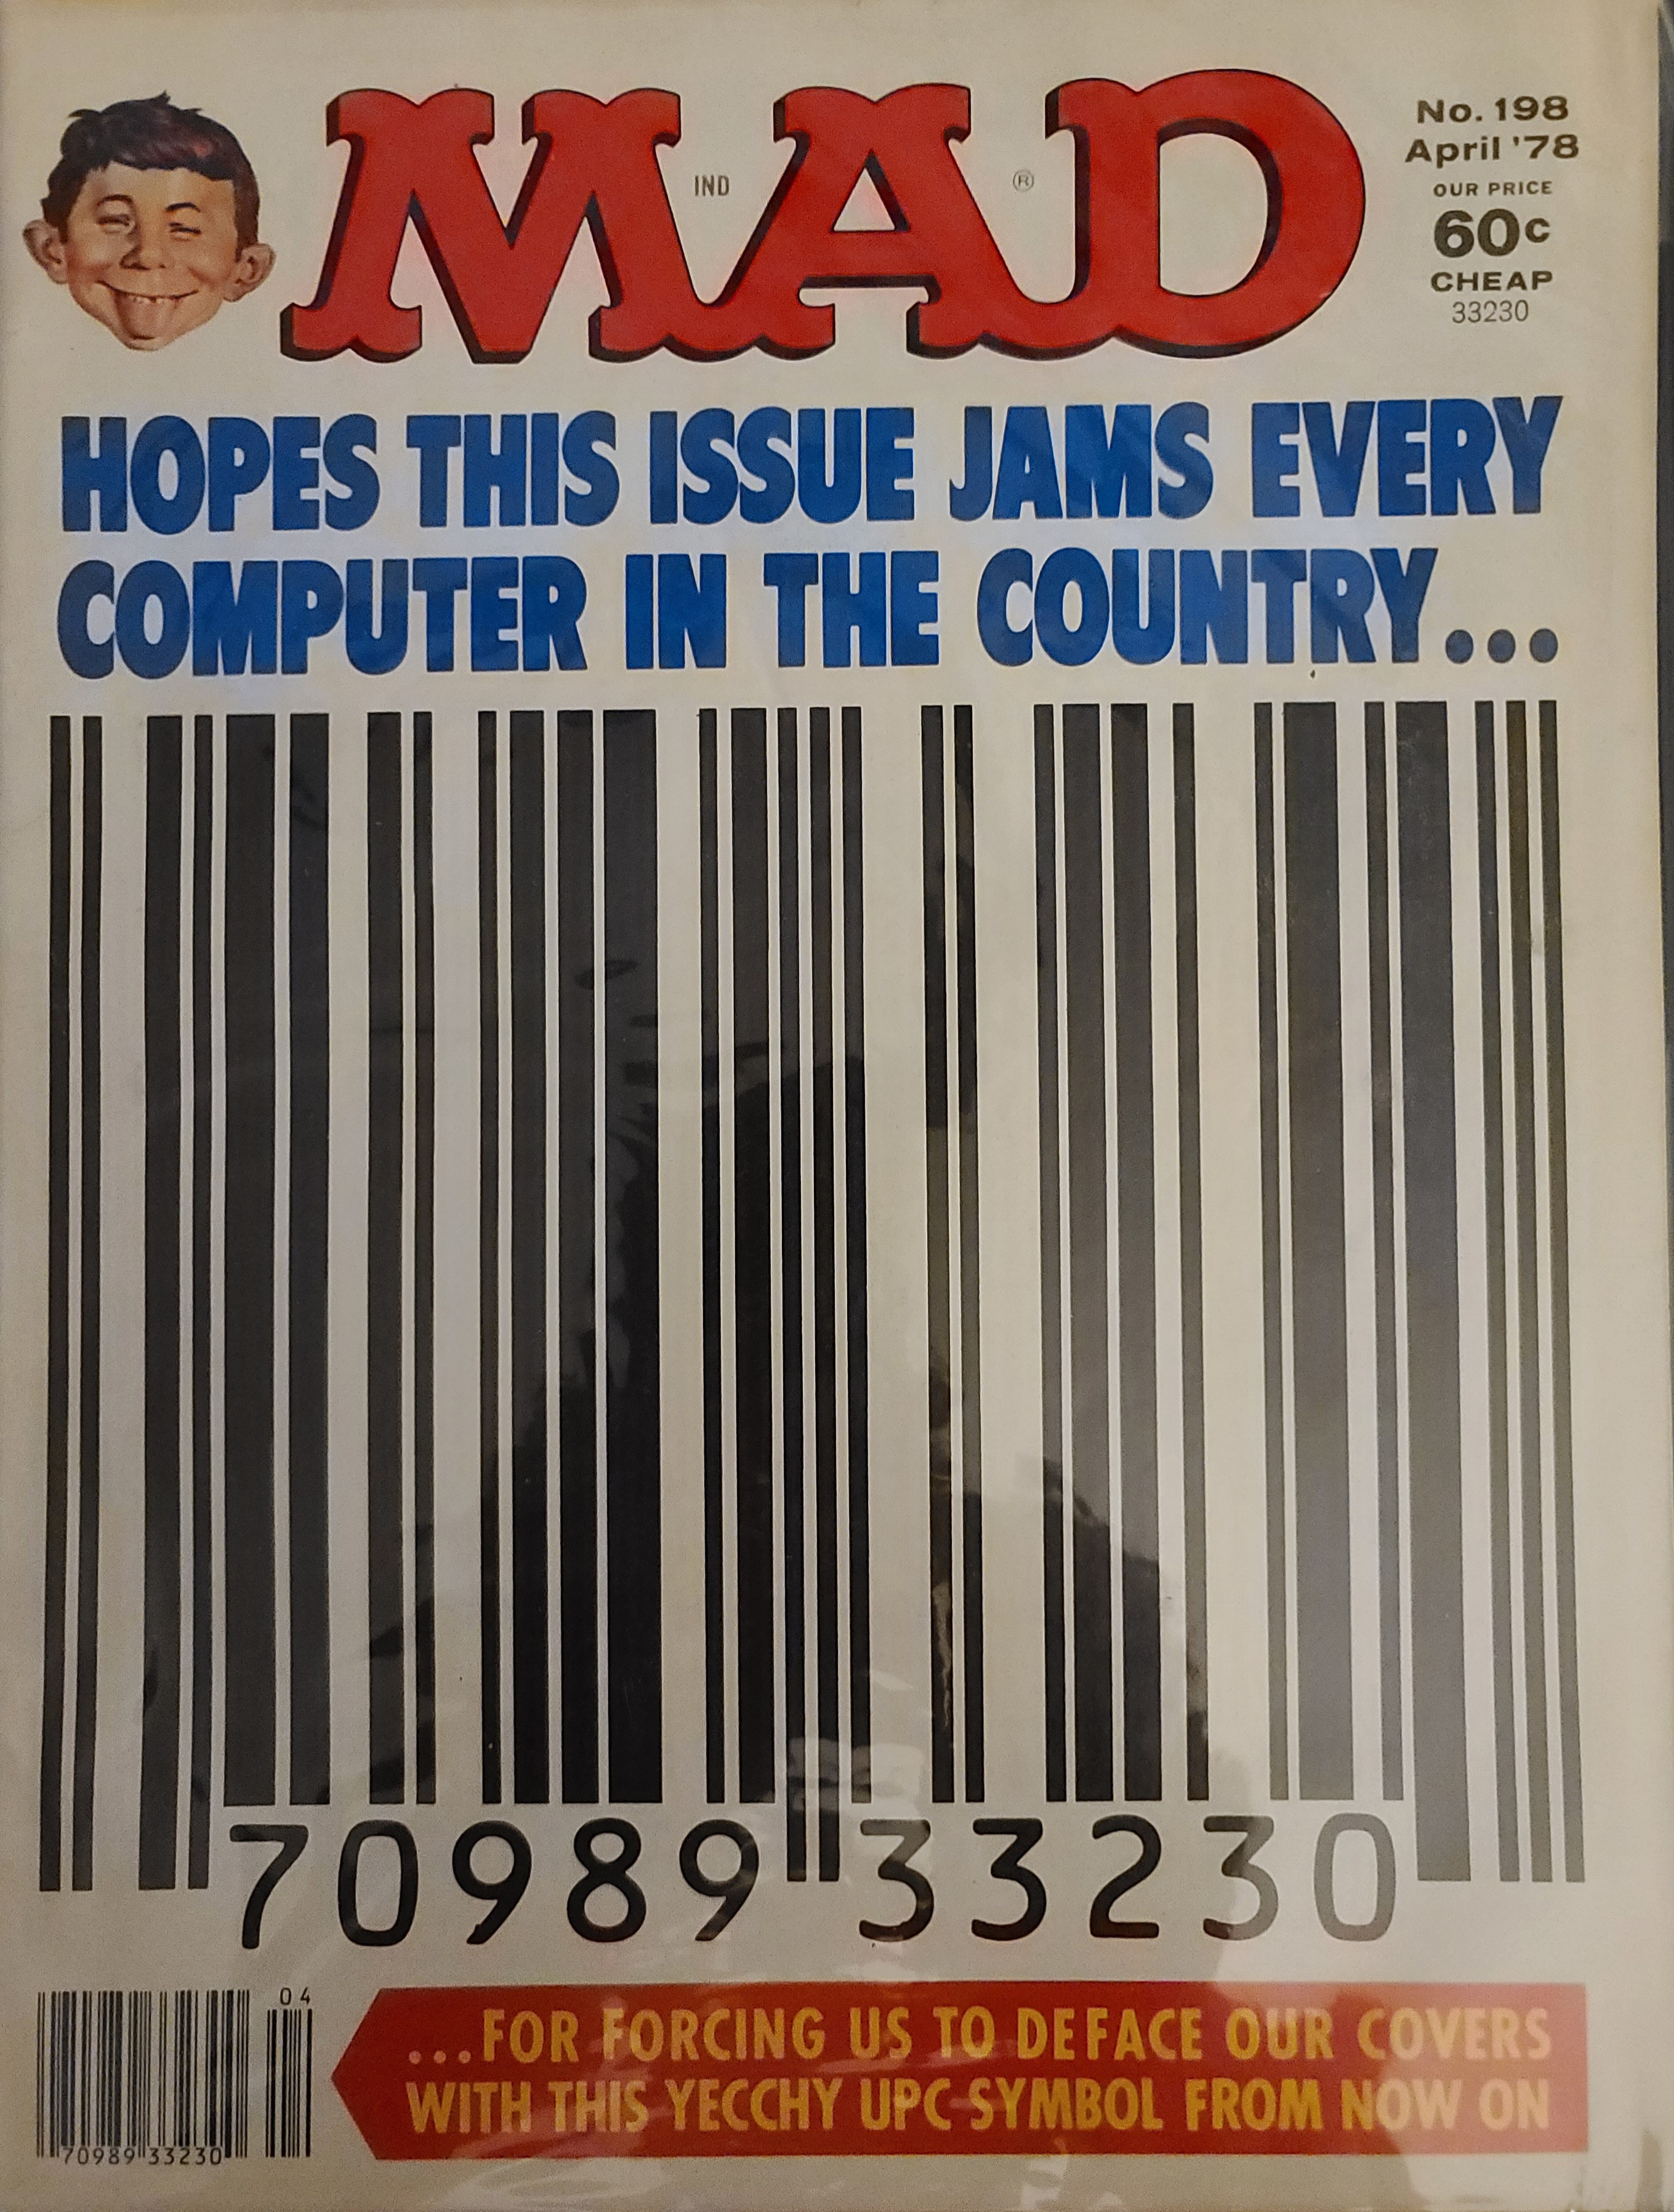 MAD
IND
®
No. 198
April '78
OUR PRICE
60c
CHEAP
33230
HOPES THIS ISSUE JAMS EVERY
COMPUTER IN THE COUNTRY...
70989 33230
04
70989 33230
...FOR FORCING US TO DEFACE OUR COVERS
WITH THIS YECCHY UPC SYMBOL FROM NOW ON